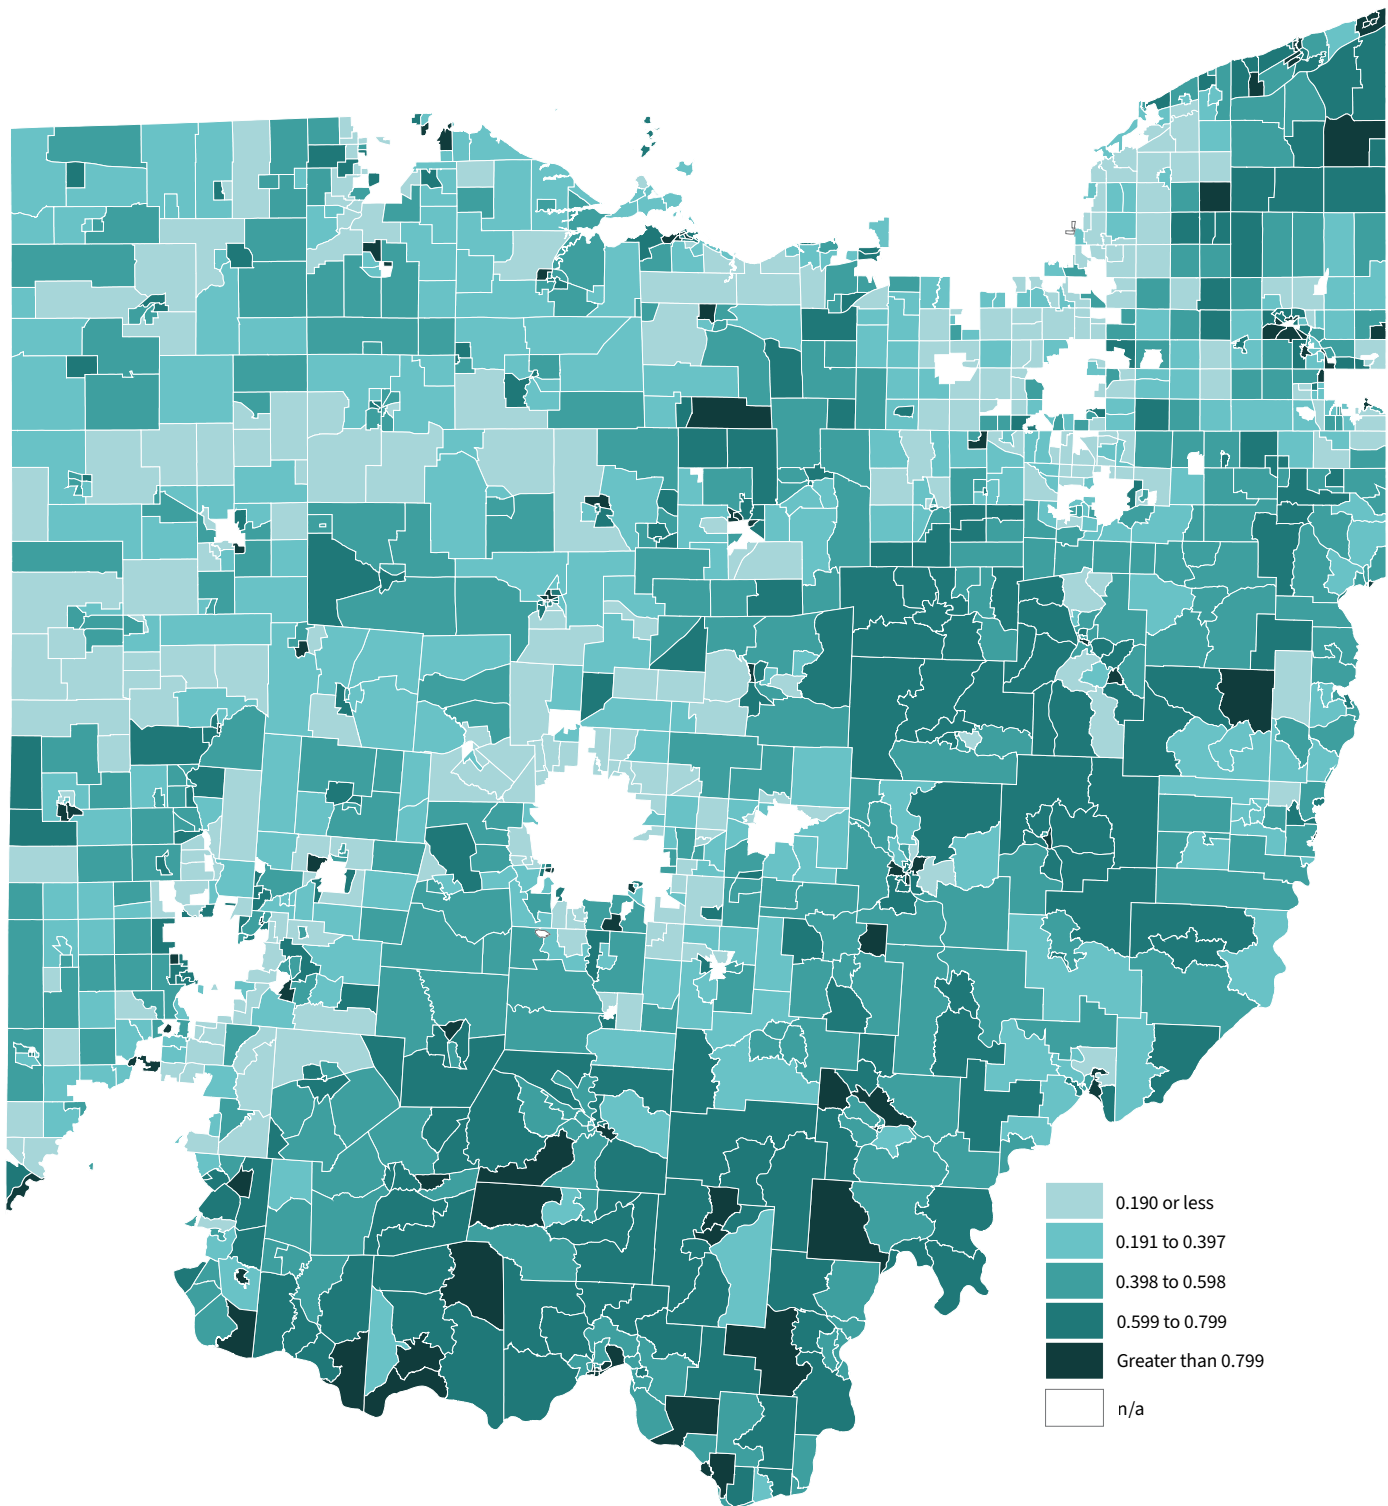 0.190 or less
0.191 to 0.397
0.398 to 0.598
0.599 to 0.799
Greater than 0.799
n/a